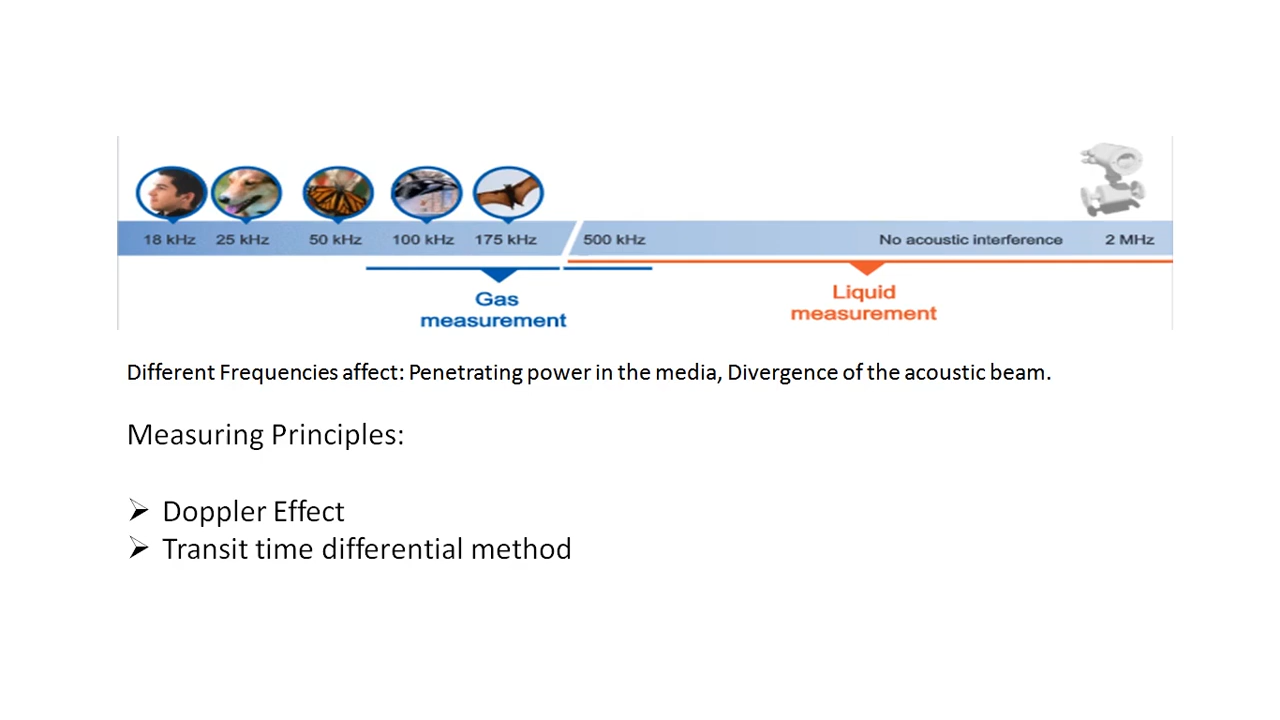 18 kHz 25 kHz 50 kHz 100 kHz 175 kHz 500 kHz No acoustic interference 2 MHz
Gas
measurement
Liquid
measurement
Different Frequencies affect: Penetrating power in the media, Divergence of the acoustic beam.
Measuring Principles:
➢ Doppler Effect
➢ Transit time differential method